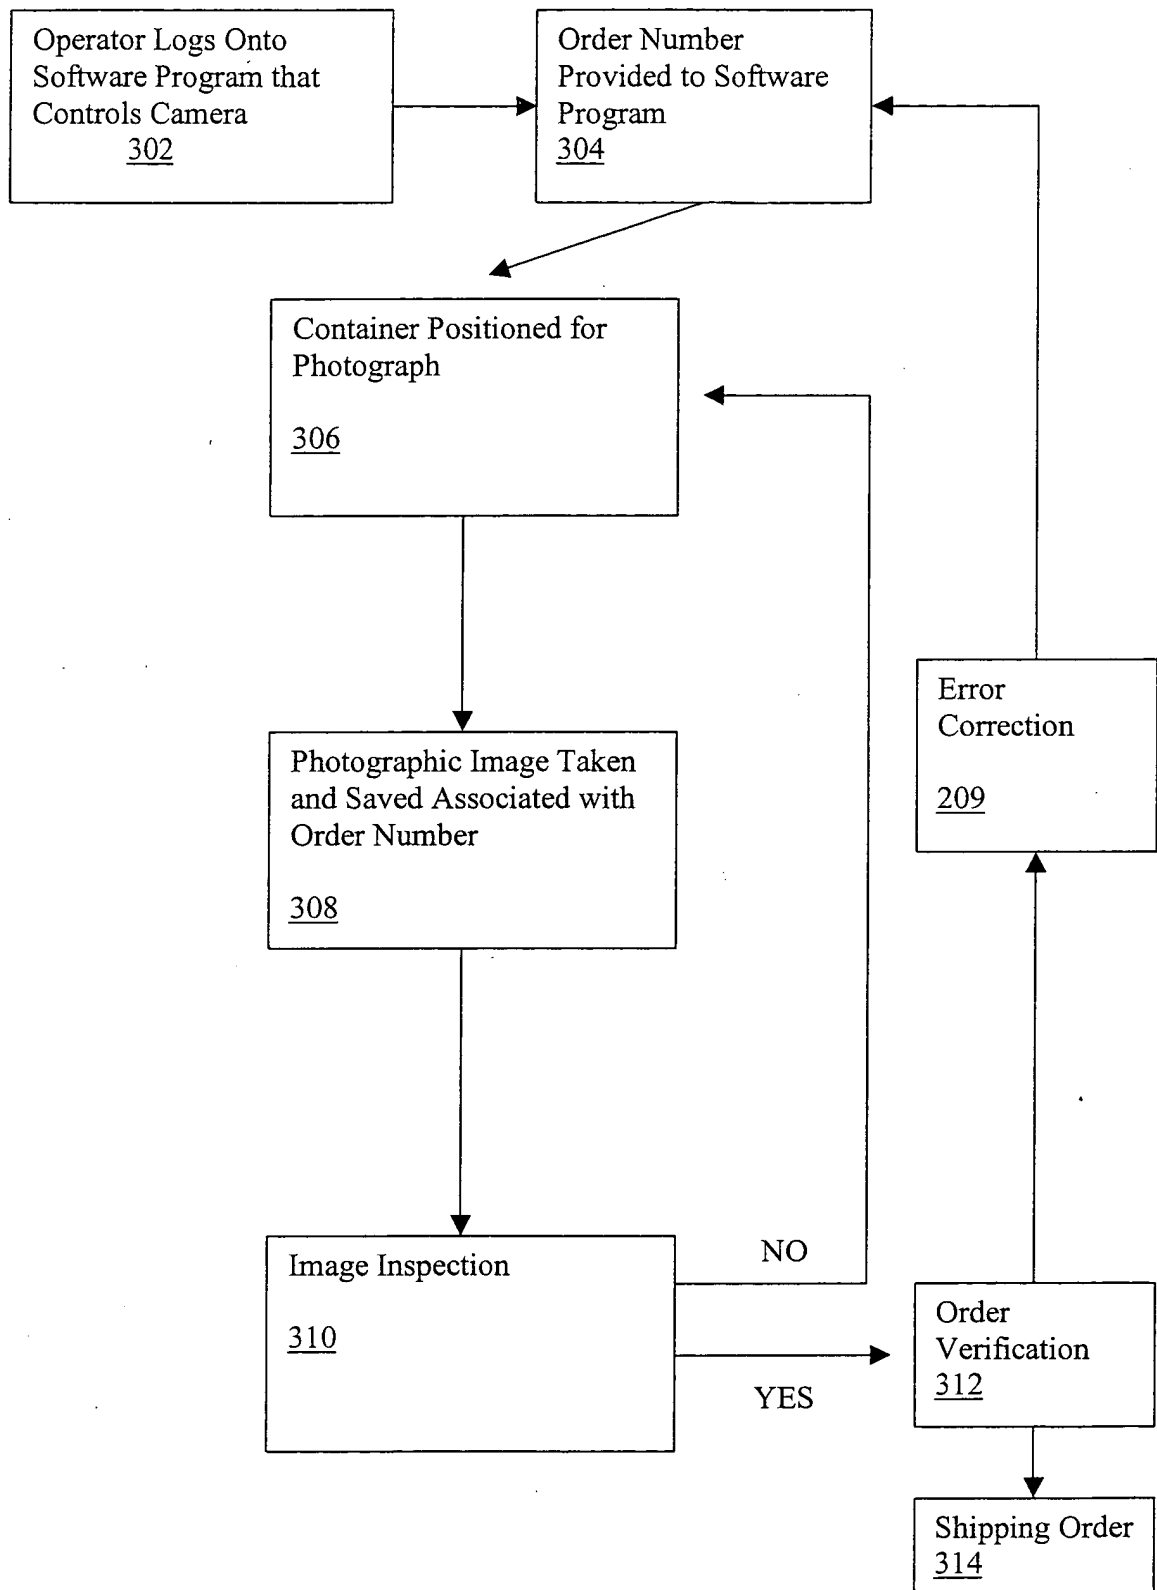 Operator Logs Onto
Software Program that
Controls Camera
302
Order Number
Provided to Software
Program
304
Container Positioned for
Photograph
306
Photographic Image Taken
and Saved Associated with
Order Number
308
Error
Correction
209
Image Inspection
310
NO
YES
Order
Verification
312
Shipping Order
314